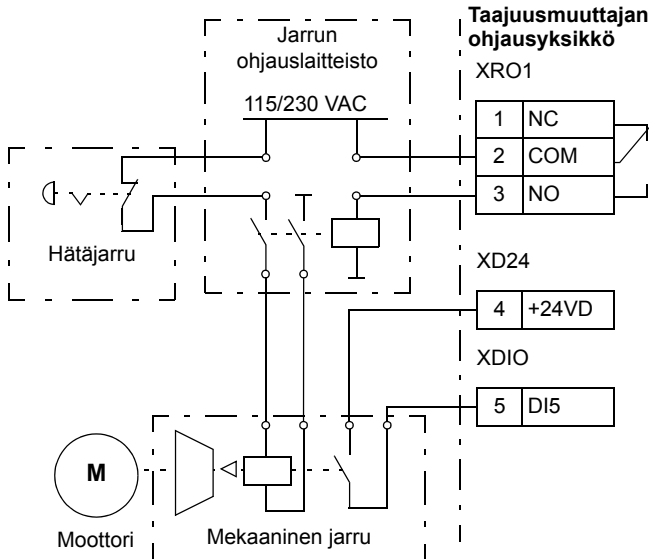 Taajuusmuuttajan
ohjausyksikkö
Jarrun
ohjauslaitteisto
XRO1
115/230 VAC
1 NC
2 COM
3 NO
Hätäjarru
XD24
4 +24VD
XDIO
5 DI5
M
Moottori
Mekaaninen jarru